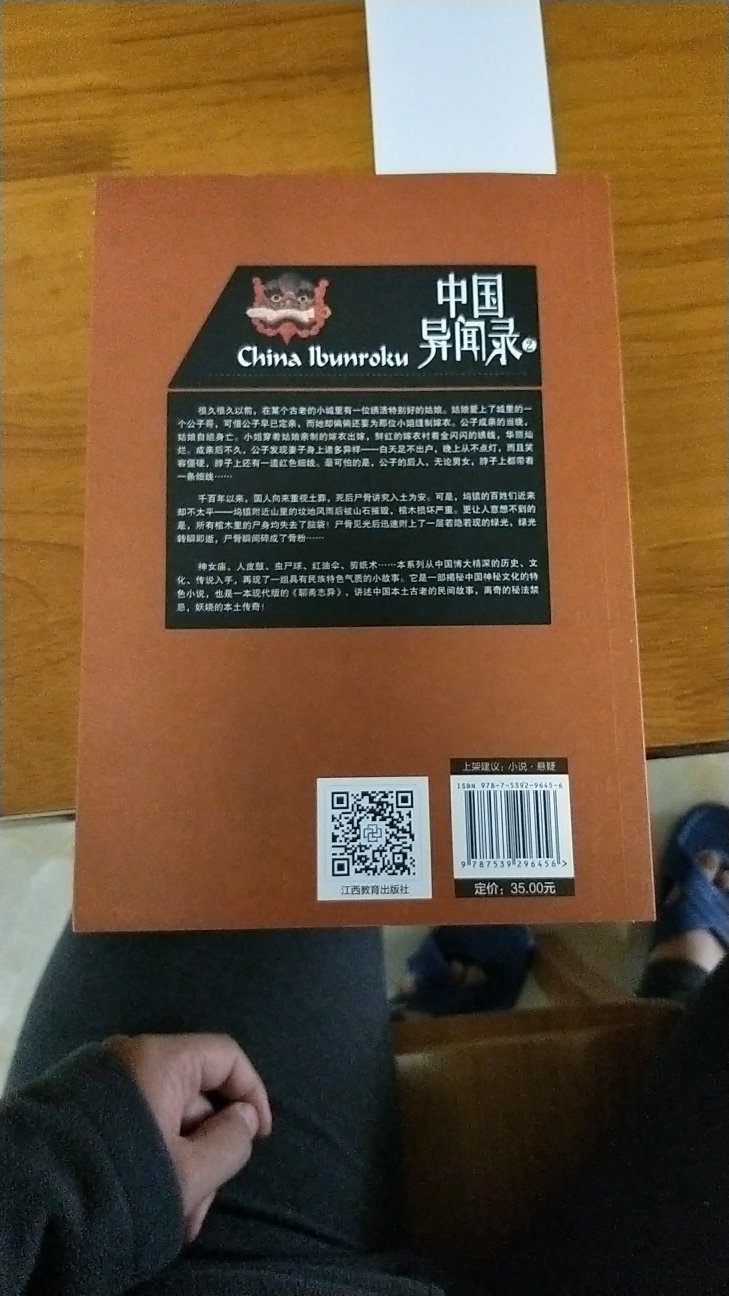 中国
异闻录2
China Ibunroku
很久很久以前，在某个古老的小城里有一位绣活特别好的姑娘。姑娘爱上了城里的一
个公子哥，可惜公子早已定亲，而她却偷偷还要为那位小姐缝制嫁衣。公子成亲的当晚，
姑娘自缢身亡。小姐穿着姑娘亲制的嫁衣出嫁，鲜红的嫁衣衬着金闪闪的绣线，华丽灿
烂。成亲后不久，公子发现妻子身上诸多异样——白天足不出户，晚上从不点灯，而且笑
容僵硬，脖子上还有一道红色细线。最可怕的是，公子的后人，无论男女，脖子上都带着
一条细线……
千百年以来，国人向来重视土葬，死后尸骨讲究入土为安。可是，坞镇的百姓们近来
却不太平——坞镇附近山里的坟地风雨后被山石摧毁，棺木损坏严重。更让人意想不到的
是，所有棺木里的尸身均失去了脑袋！尸骨见光后迅速附上了一层若隐若现的绿光，绿光
转瞬即逝，尸骨瞬间碎成了骨粉……
神女庙、人皮鼓、虫尸球、红油伞、剪纸术……本系列从中国博大精深的历史、文
化、传说入手，再现了一组具有民族特色气质的小故事。它是一部揭秘中国神秘文化的特
色小说，也是一本现代版的《聊斋志异》，讲述中国本土古老的民间故事，离奇的秘法禁
忌，妖娆的本土传奇！
上架建议：小说·悬疑
ISBN 978-7-5392-9645-6
9 787539 296456 >
定价：35.00元
江西教育出版社